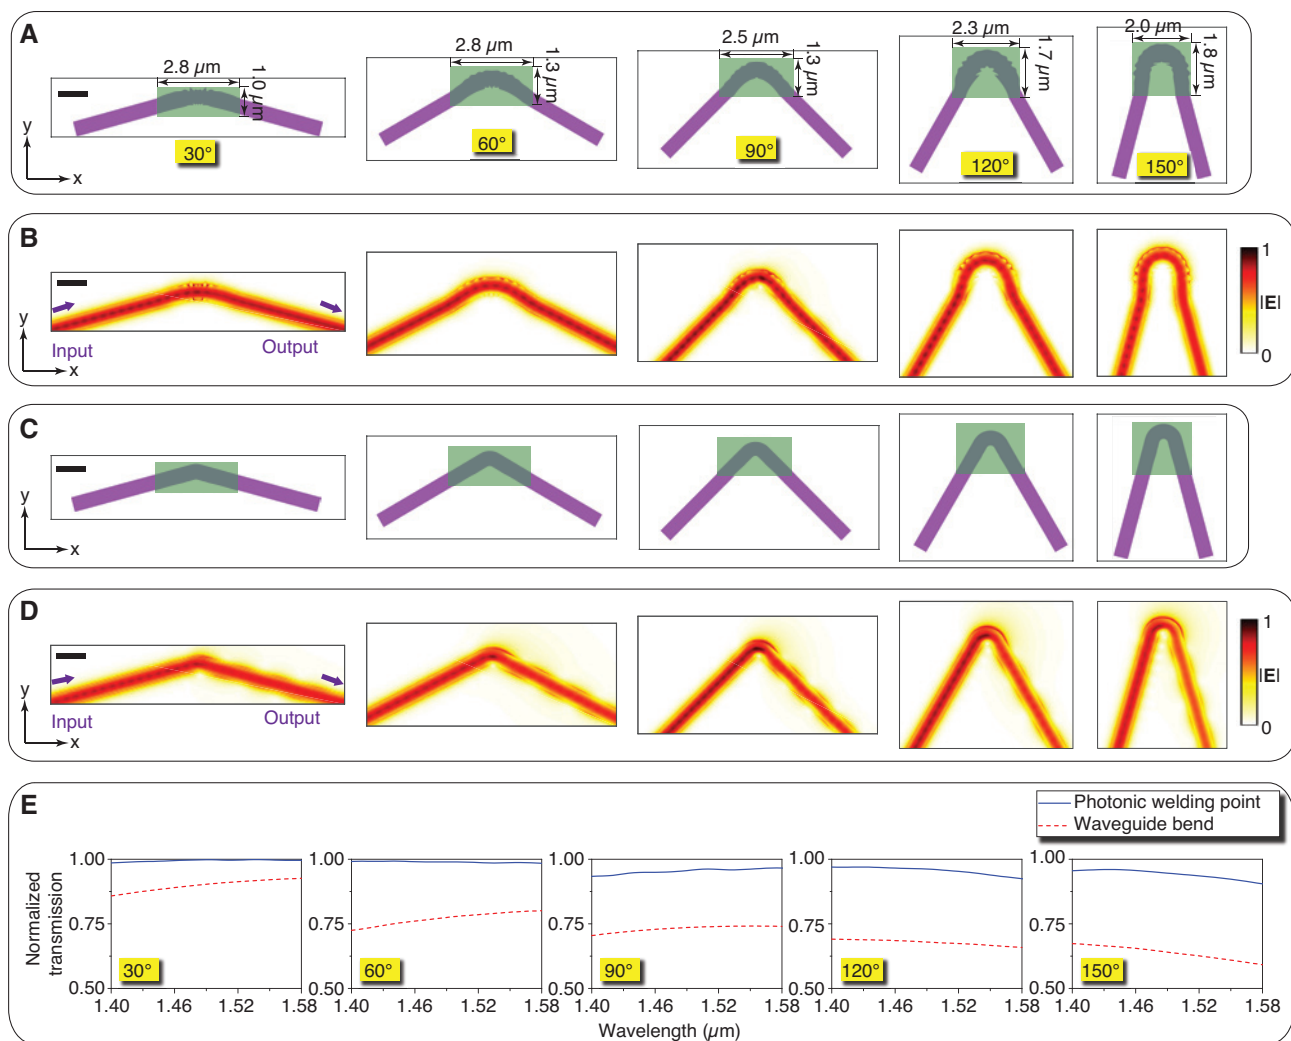 A
2.8 µm
1.0 µm
30°
2.8 µm
1.3 µm
60°
2.5 µm
1.3 µm
90°
2.3 µm
1.7 µm
120°
2.0 µm
1.8 µm
150°
y
x
B
Input
Output
y
x
1
|E|
0
C
y
x
D
Input
Output
y
x
1
|E|
0
E
Photonic welding point
Waveguide bend
Normalized
transmission
1.00
0.75
0.50
30°
1.40 1.46 1.52 1.58
1.00
0.75
0.50
60°
1.40 1.46 1.52 1.58
1.00
0.75
0.50
90°
1.40 1.46 1.52 1.58
1.00
0.75
0.50
120°
1.40 1.46 1.52 1.58
1.00
0.75
0.50
150°
1.40 1.46 1.52 1.58
Wavelength (µm)